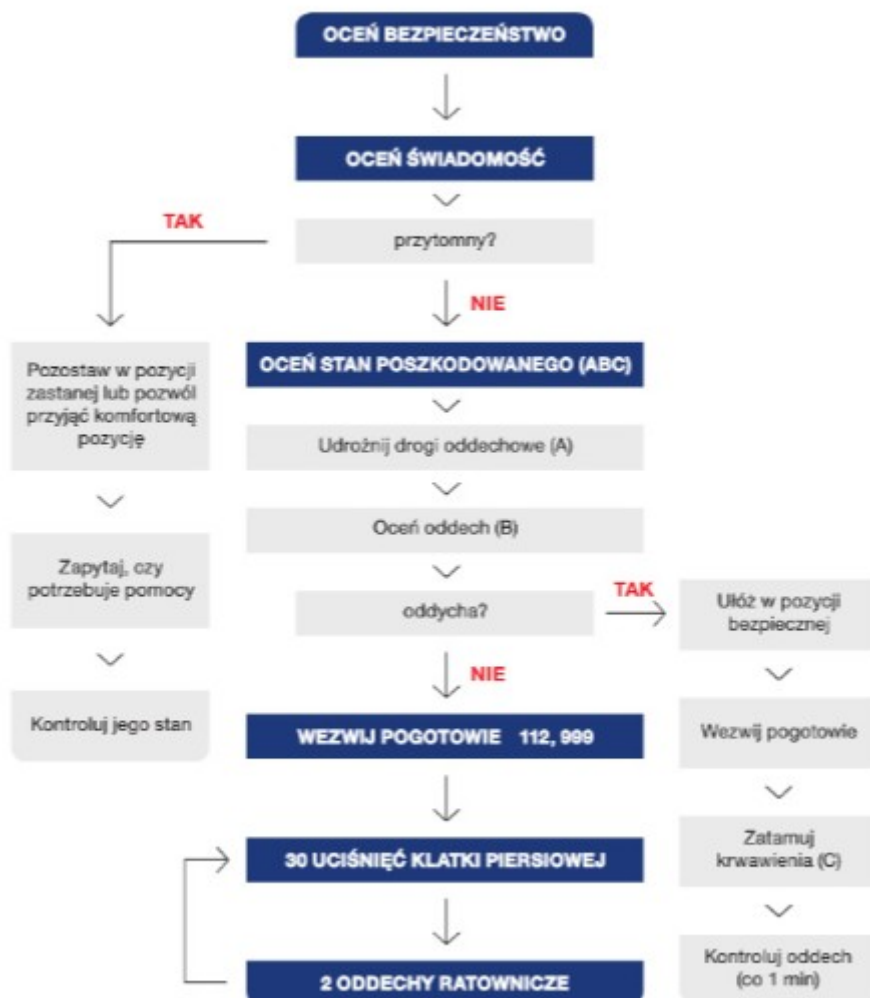 OCEŃ BEZPIECZEŃSTWO
OCEŃ ŚWIADOMOŚĆ
TAK
przytomny?
NIE
Pozostaw w pozycji
zastanej lub pozwól
przyjąć komfortową
pozycję
Zapytaj, czy
potrzebuje pomocy
Kontroluj jego stan
OCEŃ STAN POSZKODOWANEGO (ABC)
Udrożnij drogi oddechowe (A)
Oceń oddech (B)
oddycha?
TAK
NIE
Ułóż w pozycji
bezpiecznej
Wezwij pogotowie
Zatamuj
krwawienia (C)
Kontroluj oddech
(co 1 min)
WEZWIJ POGOTOWIE 112, 999
30 UCIŚNIĘĆ KLATKI PIERSIOWEJ
2 ODDECHY RATOWNICZE